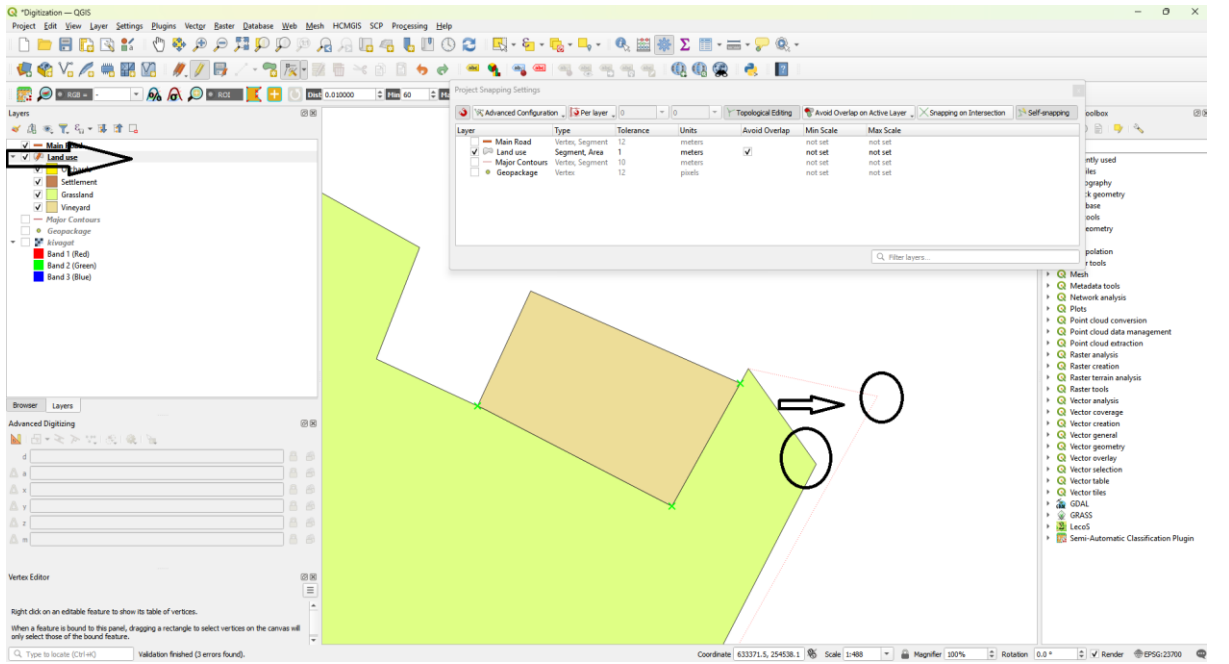 *Digitization — QGIS
Project Edit View Layer Settings Plugins Vector Raster Database Web Mesh HCMGIS SCP Processing Help
RGB = -
ROI
Dist 0.010000
Min 60
Project Snapping Settings
Advanced Configuration
Per layer
0
0
Topological Editing
Avoid Overlap on Active Layer
Snapping on Intersection
Self-snapping
Layer Type Tolerance Units Avoid Overlap Min Scale Max Scale
Main Road Vertex, Segment 12 meters not set not set
Land use Segment, Area 1 meters not set not set
Major Contours Vertex, Segment 10 meters not set not set
Geopackage Vertex 12 pixels not set not set
Filter layers...
Layers
Main Road
Land use
Settlement
Grassland
Vineyard
Major Contours
Geopackage
kivagat
Band 1 (Red)
Band 2 (Green)
Band 3 (Blue)
Browser Layers
Advanced Digitizing
d
a
x
y
z
m
Vertex Editor
Right click on an editable feature to show its table of vertices.
When a feature is bound to this panel, dragging a rectangle to select vertices on the canvas will
only select those of the bound feature.
oolbox
ently used
Mesh
Metadata tools
Network analysis
Plots
Point cloud conversion
Point cloud data management
Point cloud extraction
Raster analysis
Raster creation
Raster terrain analysis
Raster tools
Vector analysis
Vector coverage
Vector creation
Vector general
Vector geometry
Vector overlay
Vector selection
Vector table
Vector tiles
GDAL
GRASS
LecoS
Semi-Automatic Classification Plugin
Type to locate (Ctrl+K)
Validation finished (3 errors found).
Coordinate 633371.5, 254538.1
Scale 1:488
Magnifier 100%
Rotation 0.0 °
Render
EPSG:23700